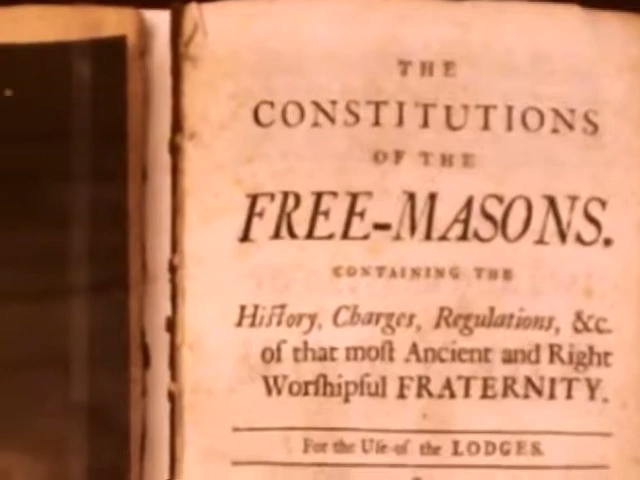 THE
CONSTITUTIONS
OF THE
FREE-MASONS.
CONTAINING THE
Hiſtory, Charges, Regulations, &c.
of that moſt Ancient and Right
Worſhipful FRATERNITY.
For the Uſe of the LODGES.